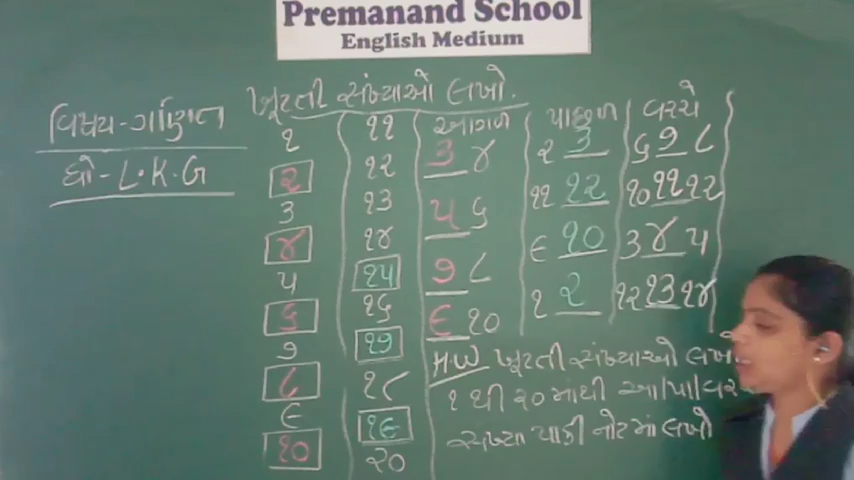 Premanand School
English Medium
વિષય-ગણિત
ધો- L.K.G
ખૂટતી સંખ્યાઓ લખો.
૧
૨
૩
૪
૫
૬
૭
૮
૯
૧૦
૧૧
૧૨
૧૩
૧૪
૧૫
૧૬
૧૭
૧૮
૧૯
૨૦
આગળ
૩ ૪
૫ ૬
૭ ૮
૯ ૧૦
પાછળ
૨ ૩
૧૧ ૧૨
૯ ૧૦
૧ ૨
વચ્ચે
૬ ૭ ૮
૧૦ ૧૧ ૧૨
૩ ૪ ૫
૧૨ ૧૩ ૧૪
H.W ખૂટતી સંખ્યાઓ લખો
૧ થી ૨૦ માંથી આ/પા/વચ્ચે
સંખ્યા પાકી નોટમાં લખો